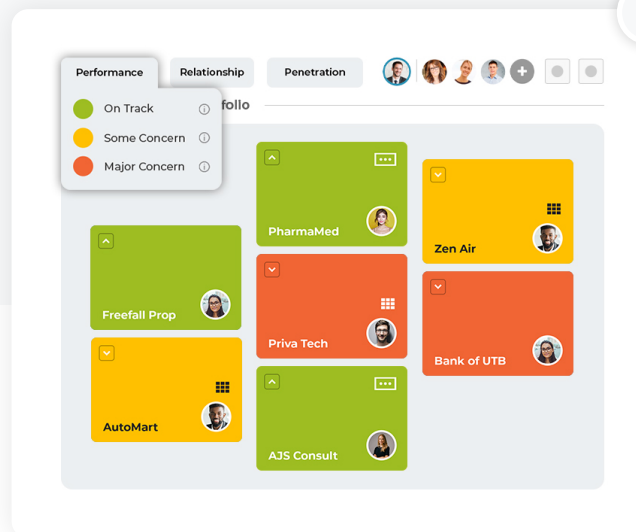 Performance
Relationship
Penetration
On Track
Some Concern
Major Concern
PharmaMed
Zen Air
Freefall Prop
Priva Tech
Bank of UTB
AutoMart
AJS Consult